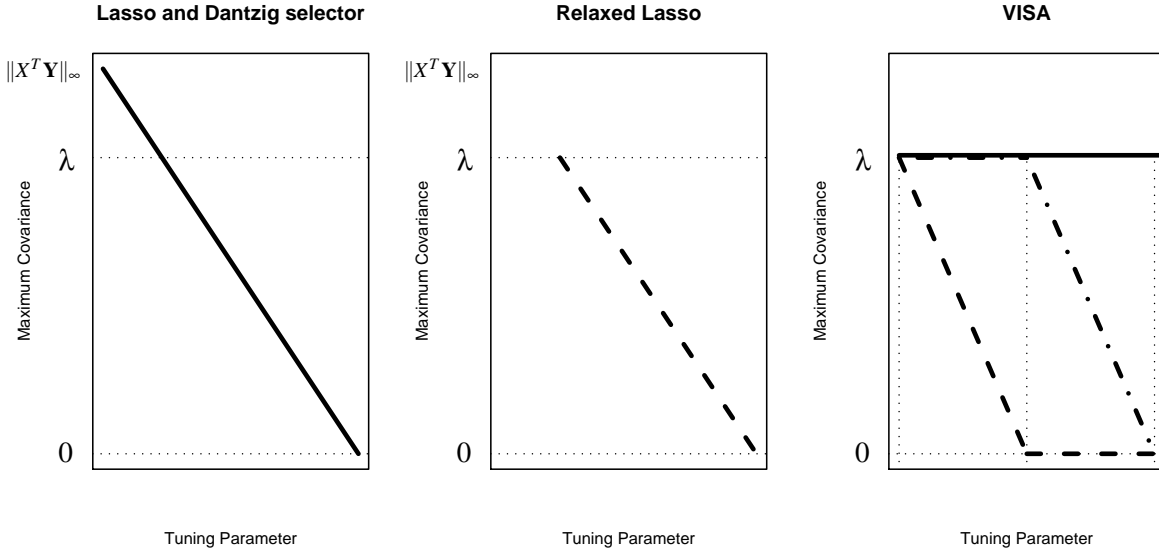 Lasso and Dantzig selector
||X^T Y||_∞
λ
Maximum Covariance
0
Tuning Parameter
Relaxed Lasso
||X^T Y||_∞
λ
Maximum Covariance
0
Tuning Parameter
VISA
λ
Maximum Covariance
0
Tuning Parameter